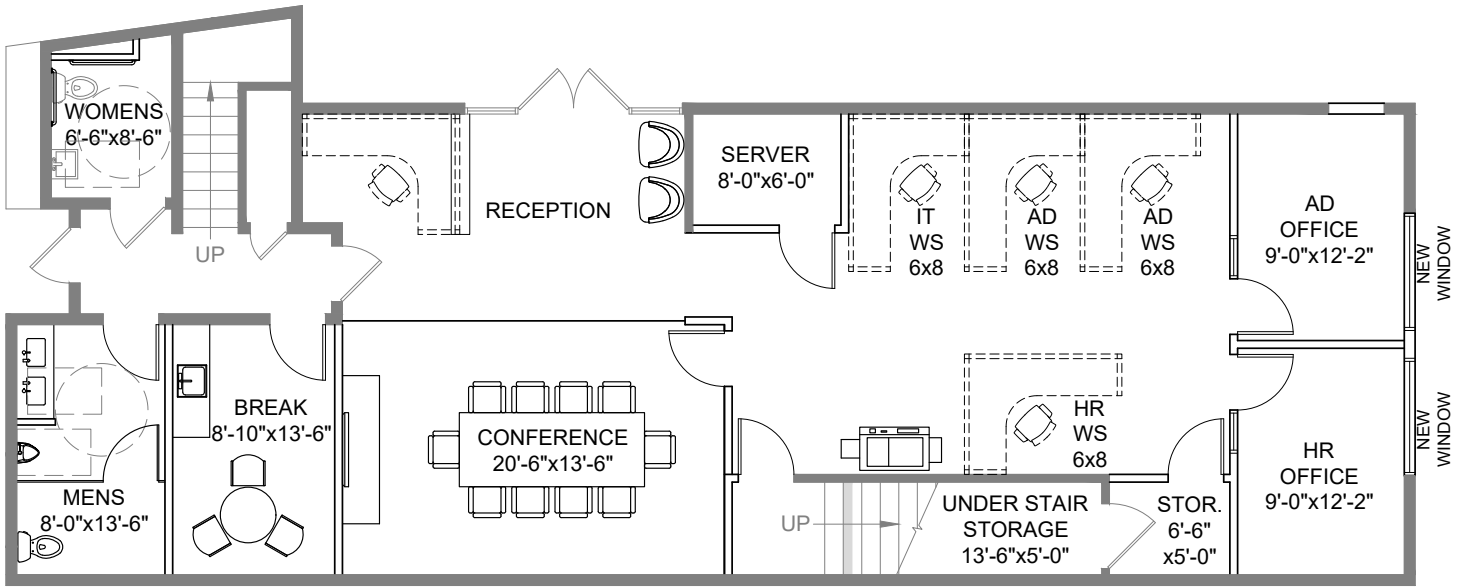 WOMENS
6'-6"x8'-6"
UP
RECEPTION
SERVER
8'-0"x6'-0"
IT
WS
6x8
AD
WS
6x8
AD
WS
6x8
AD
OFFICE
9'-0"x12'-2"
NEW
WINDOW
MENS
8'-0"x13'-6"
BREAK
8'-10"x13'-6"
CONFERENCE
20'-6"x13'-6"
HR
WS
6x8
UP
UNDER STAIR
STORAGE
13'-6"x5'-0"
STOR.
6'-6"
x5'-0"
HR
OFFICE
9'-0"x12'-2"
NEW
WINDOW